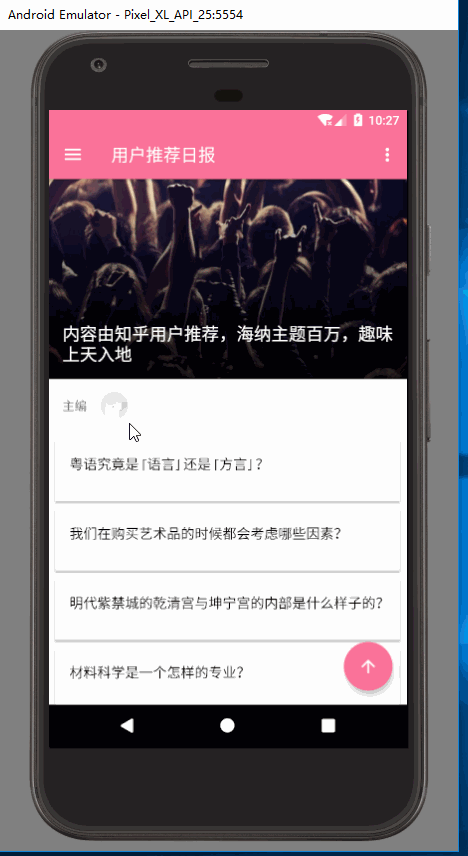 Android Emulator - Pixel_XL_API_25:5554
10:27
用户推荐日报
内容由知乎用户推荐，海纳主题百万，趣味
上天入地
主编
粤语究竟是「语言」还是「方言」？
我们在购买艺术品的时候都会考虑哪些因素？
明代紫禁城的乾清宫与坤宁宫的内部是什么样子的？
材料科学是一个怎样的专业？